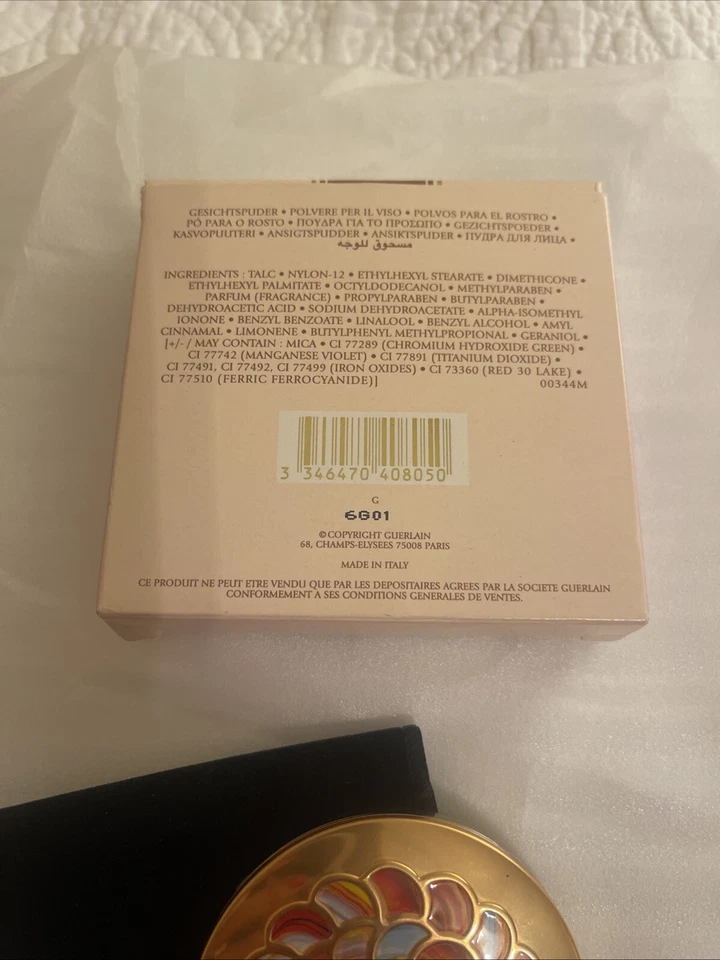 GESICHTSPUDER • POLVERE PER IL VISO • POLVOS PARA EL ROSTRO •
PÓ PARA O ROSTO • ΠΟΥΔΡΑ ΓΙΑ ΤΟ ΠΡΟΣΩΠΟ • GEZICHTSPOEDER •
KASVOPUUTERI • ANSIGTSPUDDER • ANSIKTSPUDER • ПУДРА ДЛЯ ЛИЦА •
مسحوق للوجه
INGREDIENTS : TALC • NYLON-12 • ETHYLHEXYL STEARATE • DIMETHICONE •
ETHYLHEXYL PALMITATE • OCTYLDODECANOL • METHYLPARABEN •
PARFUM (FRAGRANCE) • PROPYLPARABEN • BUTYLPARABEN •
DEHYDROACETIC ACID • SODIUM DEHYDROACETATE • ALPHA-ISOMETHYL
IONONE • BENZYL BENZOATE • LINALOOL • BENZYL ALCOHOL • AMYL
CINNAMAL • LIMONENE • BUTYLPHENYL METHYLPROPIONAL • GERANIOL •
[+/- / MAY CONTAIN : MICA • CI 77289 (CHROMIUM HYDROXIDE GREEN) •
CI 77742 (MANGANESE VIOLET) • CI 77891 (TITANIUM DIOXIDE) •
CI 77491, CI 77492, CI 77499 (IRON OXIDES) • CI 73360 (RED 30 LAKE) •
CI 77510 (FERRIC FERROCYANIDE)] 00344M
3 346470 408050
G
6G01
©COPYRIGHT GUERLAIN
68, CHAMPS-ELYSEES 75008 PARIS
MADE IN ITALY
CE PRODUIT NE PEUT ETRE VENDU QUE PAR LES DEPOSITAIRES AGREES PAR LA SOCIETE GUERLAIN
CONFORMEMENT A SES CONDITIONS GENERALES DE VENTES.